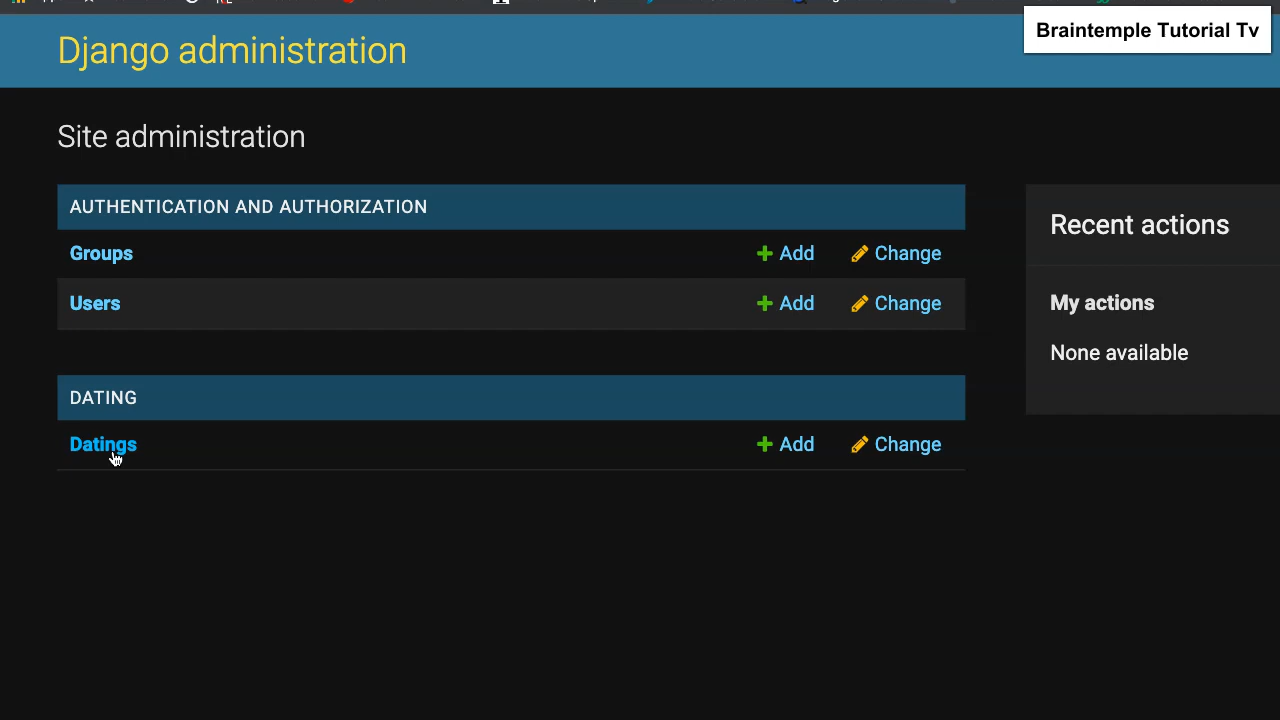 Braintemple Tutorial Tv
Django administration
Site administration
AUTHENTICATION AND AUTHORIZATION
Groups Add Change
Users Add Change
DATING
Datings Add Change
Recent actions
My actions
None available